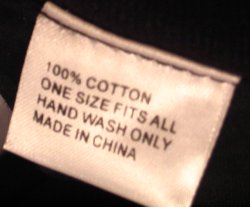 100% COTTON
ONE SIZE FITS ALL
HAND WASH ONLY
MADE IN CHINA